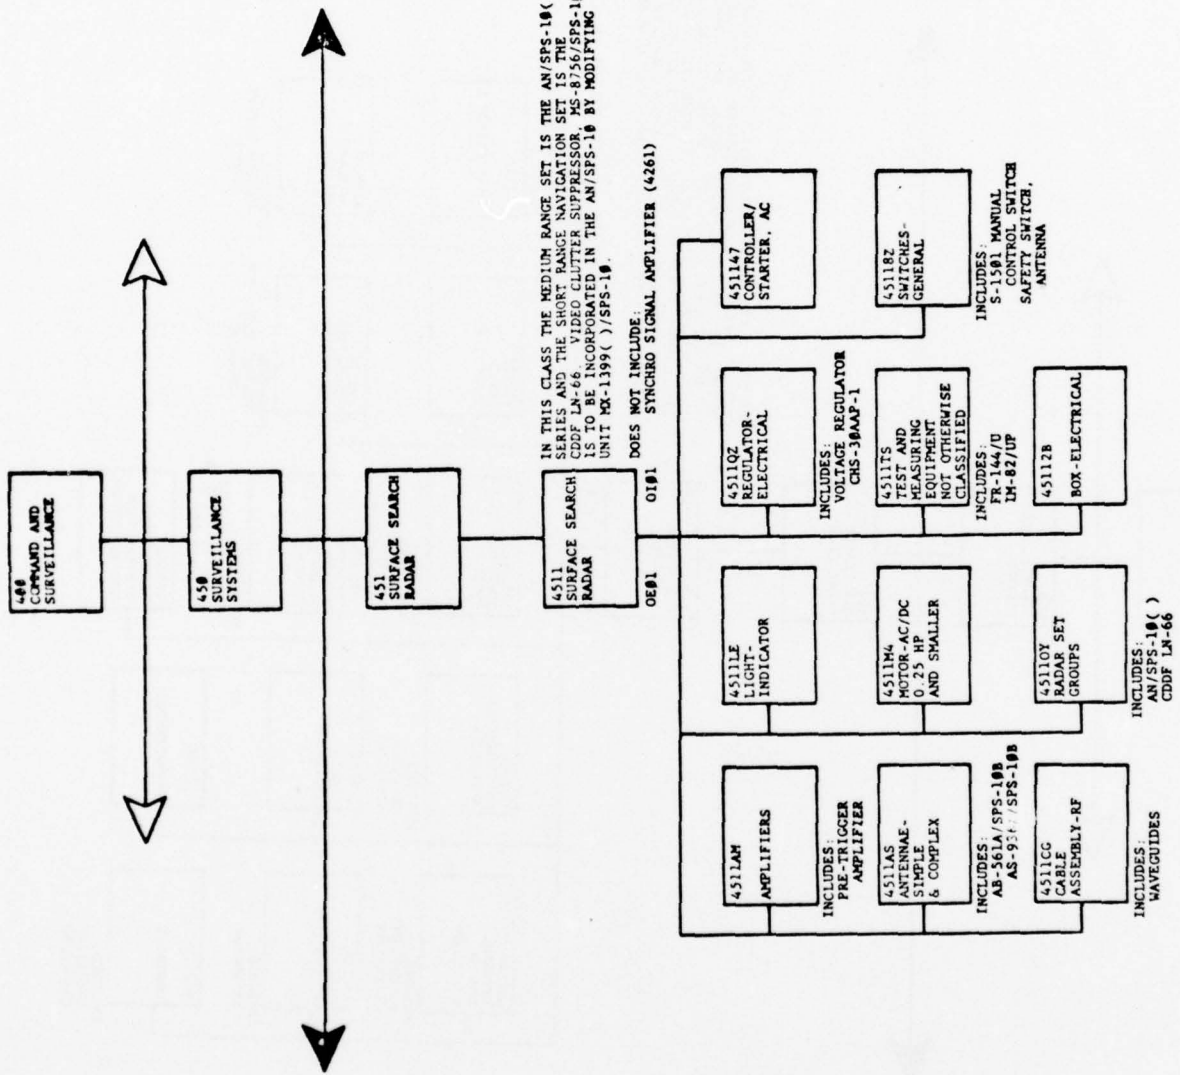 400
COMMAND AND
SURVEILLANCE
450
SURVEILLANCE
SYSTEMS
451
SURFACE SEARCH
RADAR
4511
SURFACE SEARCH
RADAR
OE01 OI01
IN THIS CLASS THE MEDIUM RANGE SET IS THE AN/SPS-10(
SERIES AND THE SHORT RANGE NAVIGATION SET IS THE
CDDF LN-66. VIDEO CLUTTER SUPPRESSOR, MS-8756/SPS-10
IS TO BE INCORPORATED IN THE AN/SPS-10 BY MODIFYING
UNIT MX-1399( )/SPS-10.
DOES NOT INCLUDE:
SYNCHRO SIGNAL AMPLIFIER (4261)
4511AM
AMPLIFIERS
INCLUDES:
PRE-TRIGGER
AMPLIFIER
4511AS
ANTENNAE-
SIMPLE
& COMPLEX
INCLUDES:
AB-561A/SPS-10B
/SPS-10B
4511CG
CABLE
ASSEMBLY-RF
INCLUDES:
WAVEGUIDES
4511LE
LIGHT-
INDICATOR
4511M4
MOTOR-AC/DC
0.25 HP
AND SMALLER
4511OY
RADAR SET
GROUPS
INCLUDES:
AN/SPS-10( )
CDDF LN-66
4511QZ
REGULATOR-
ELECTRICAL
INCLUDES:
VOLTAGE REGULATOR
CHS-30AAP-1
4511TS
TEST AND
MEASURING
EQUIPMENT
NOT OTHERWISE
CLASSIFIED
INCLUDES:
FR-144/U
IM-82/UP
45112B
BOX-ELECTRICAL
451147
CONTROLLER/
STARTER, AC
45118Z
SWITCHES-
GENERAL
INCLUDES:
S-1501 MANUAL
CONTROL SWITCH
SAFETY SWITCH,
ANTENNA